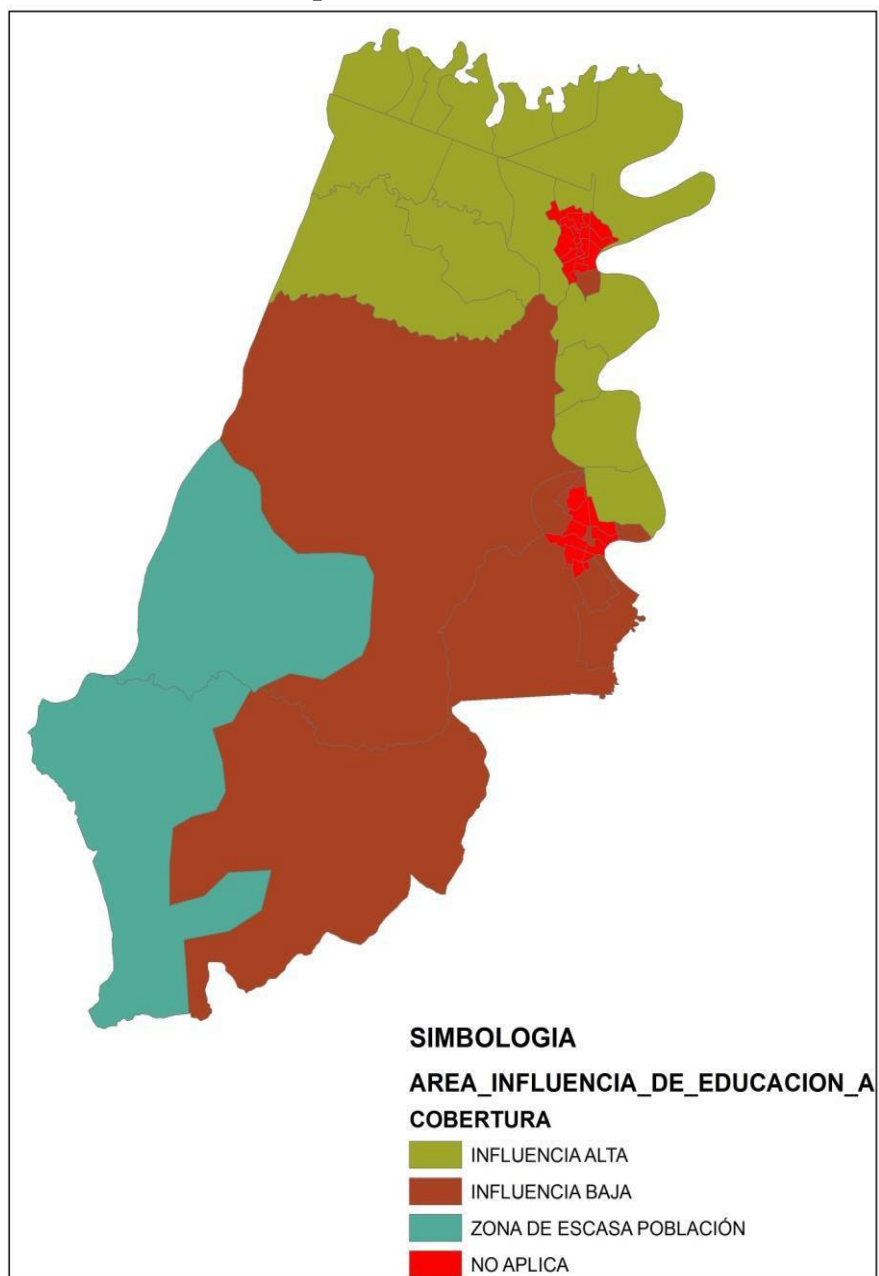 SIMBOLOGIA
AREA_INFLUENCIA_DE_EDUCACION_A
COBERTURA
INFLUENCIA ALTA
INFLUENCIA BAJA
ZONA DE ESCASA POBLACIÓN
NO APLICA